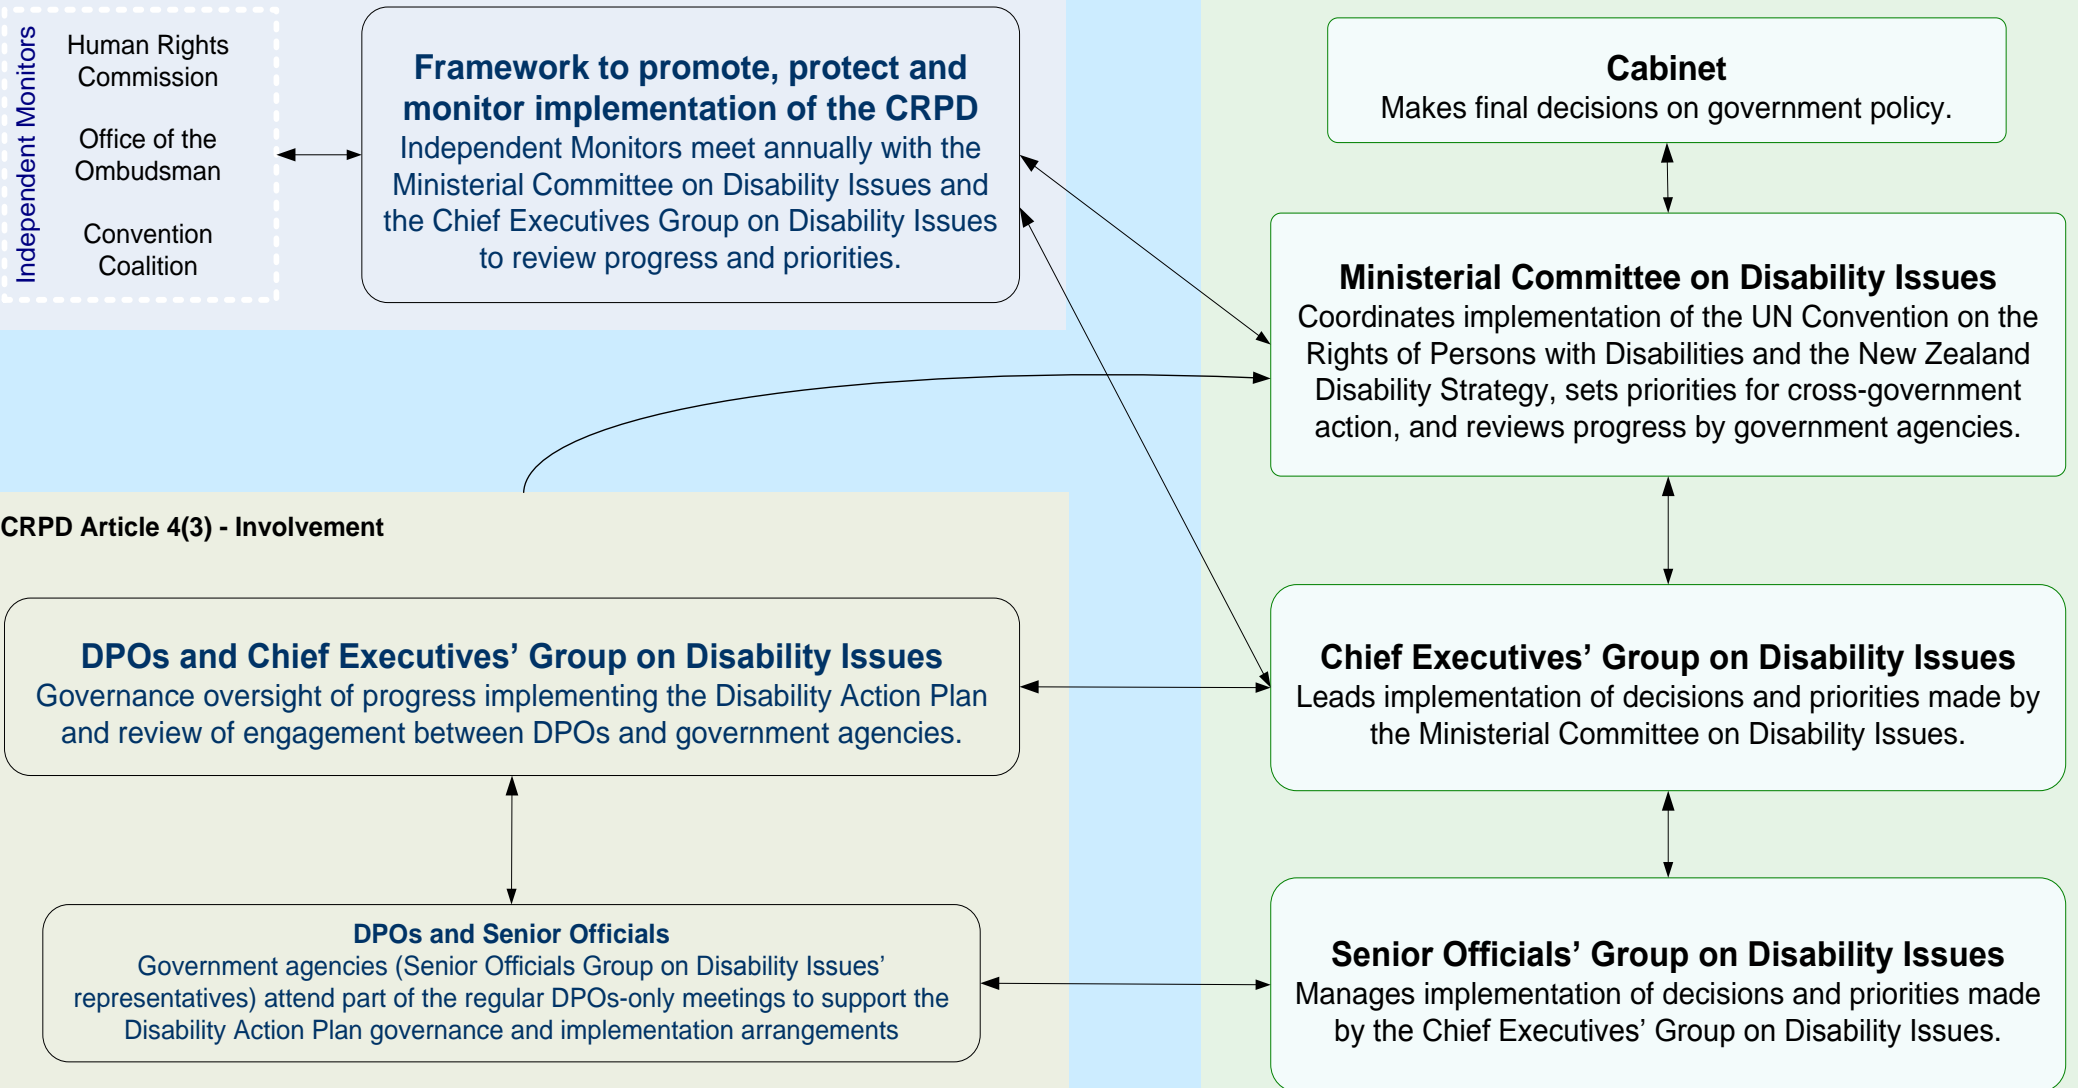 Independent Monitors
Human Rights
Commission
Office of the
Ombudsman
Convention
Coalition
Framework to promote, protect and
monitor implementation of the CRPD
Independent Monitors meet annually with the
Ministerial Committee on Disability Issues and
the Chief Executives Group on Disability Issues
to review progress and priorities.
Cabinet
Makes final decisions on government policy.
Ministerial Committee on Disability Issues
Coordinates implementation of the UN Convention on the
Rights of Persons with Disabilities and the New Zealand
Disability Strategy, sets priorities for cross-government
action, and reviews progress by government agencies.
CRPD Article 4(3) - Involvement
DPOs and Chief Executives’ Group on Disability Issues
Governance oversight of progress implementing the Disability Action Plan
and review of engagement between DPOs and government agencies.
Chief Executives’ Group on Disability Issues
Leads implementation of decisions and priorities made by
the Ministerial Committee on Disability Issues.
DPOs and Senior Officials
Government agencies (Senior Officials Group on Disability Issues’
representatives) attend part of the regular DPOs-only meetings to support the
Disability Action Plan governance and implementation arrangements
Senior Officials’ Group on Disability Issues
Manages implementation of decisions and priorities made
by the Chief Executives’ Group on Disability Issues.